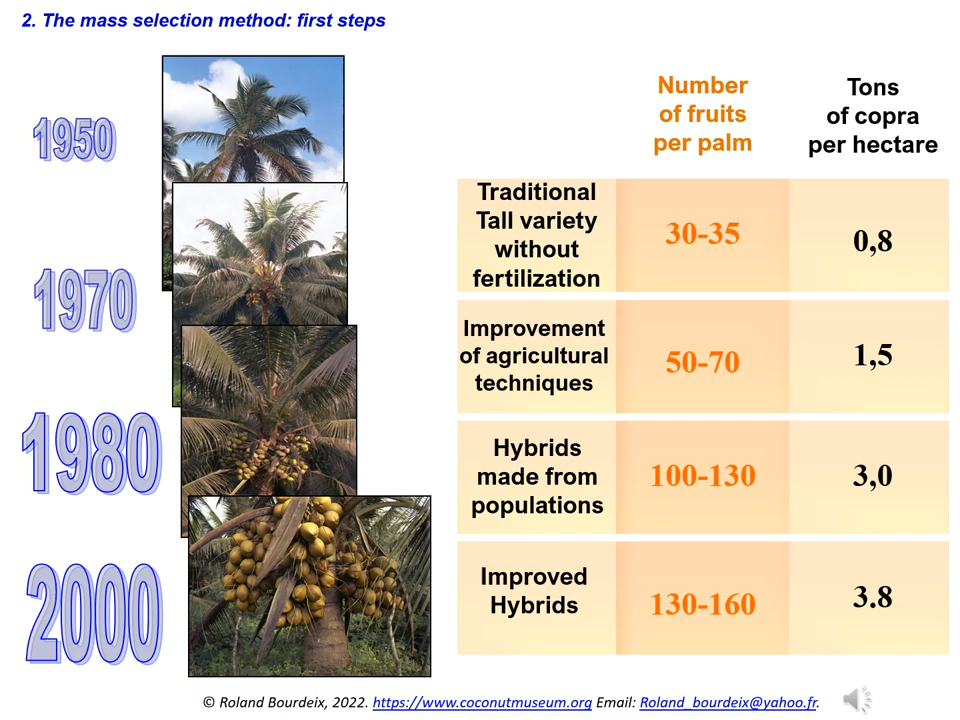 2. The mass selection method: first steps
Number
of fruits
per palm
Tons
of copra
per hectare
1950
Traditional
Tall variety
without
fertilization
30-35
0,8
1970
Improvement
of agricultural
techniques
50-70
1,5
1980
Hybrids
made from
populations
100-130
3,0
2000
Improved
Hybrids
130-160
3.8
© Roland Bourdeix, 2022. https://www.coconutmuseum.org Email: Roland_bourdeix@yahoo.fr.